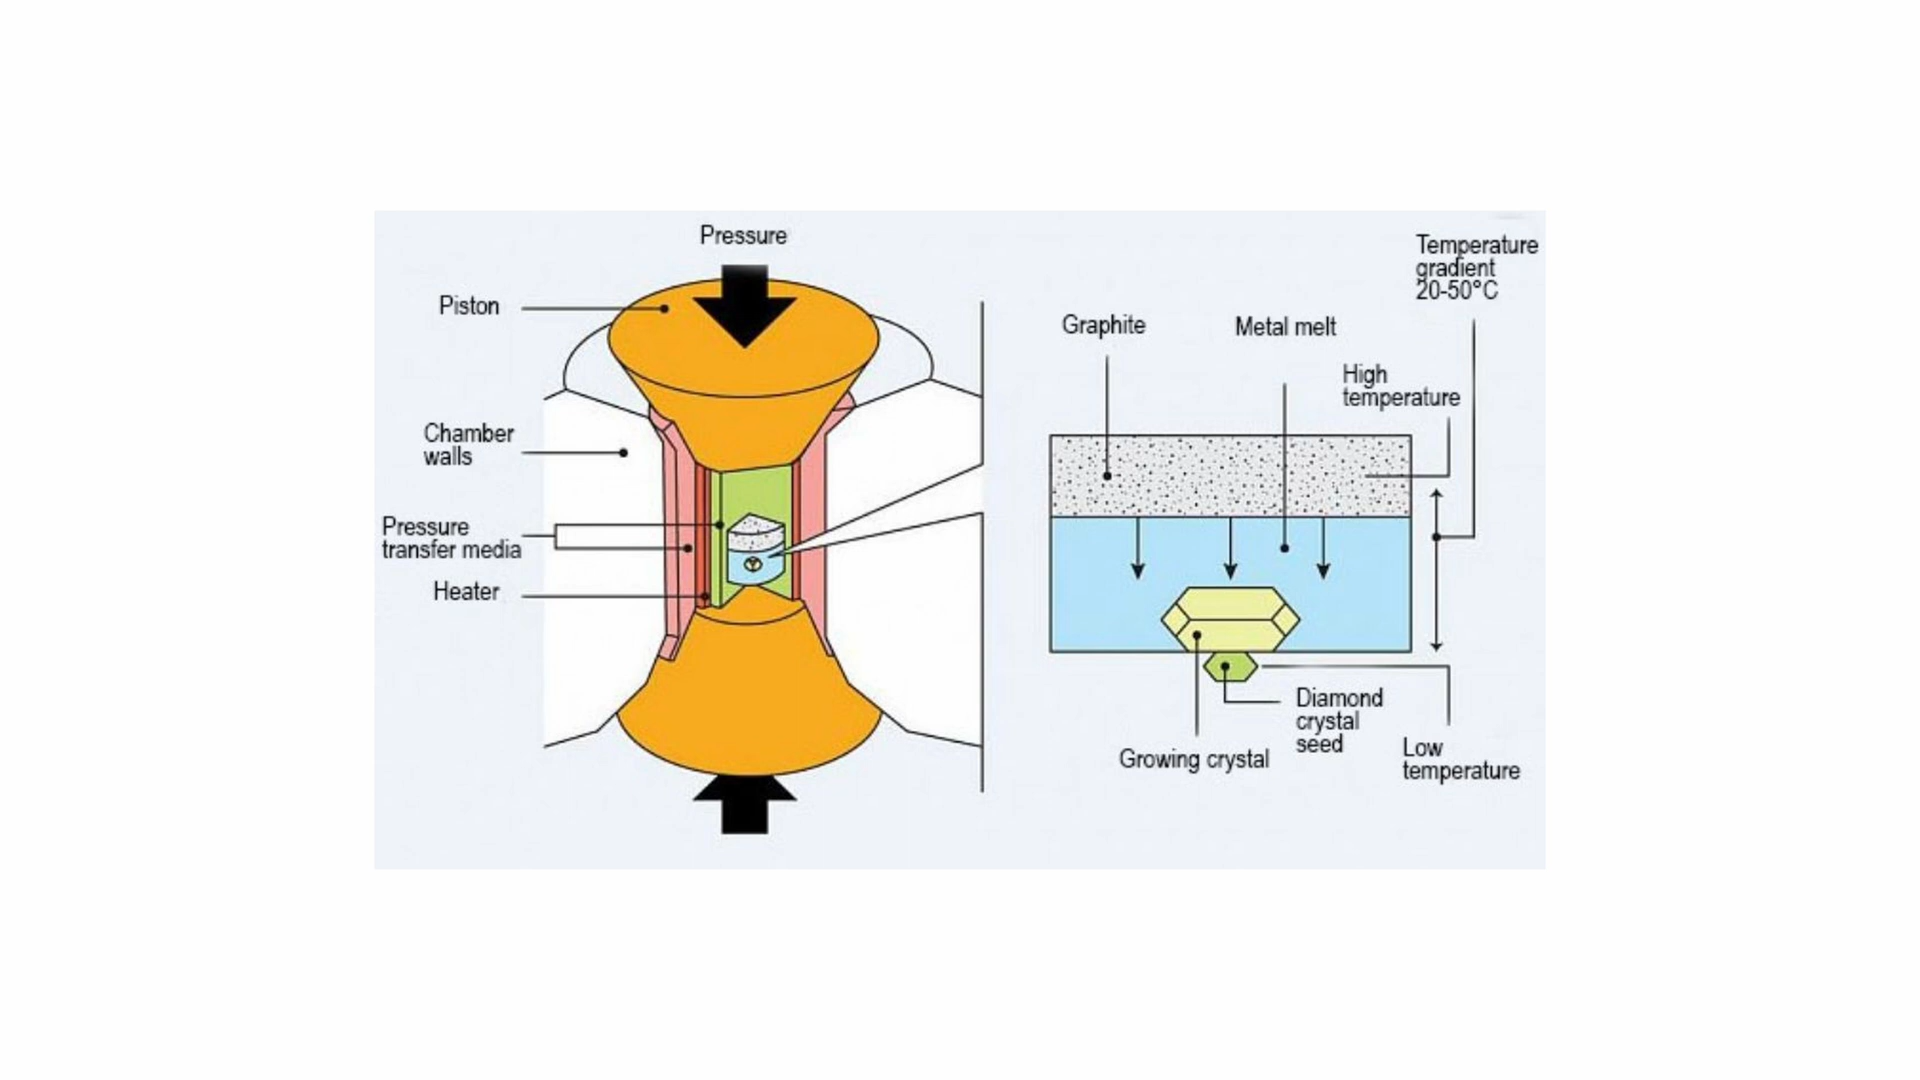 Pressure
Piston
Chamber
walls
Pressure
transfer media
Heater
Graphite
Metal melt
Temperature
gradient
20-50°C
High
temperature
Diamond
crystal
seed
Growing crystal
Low
temperature